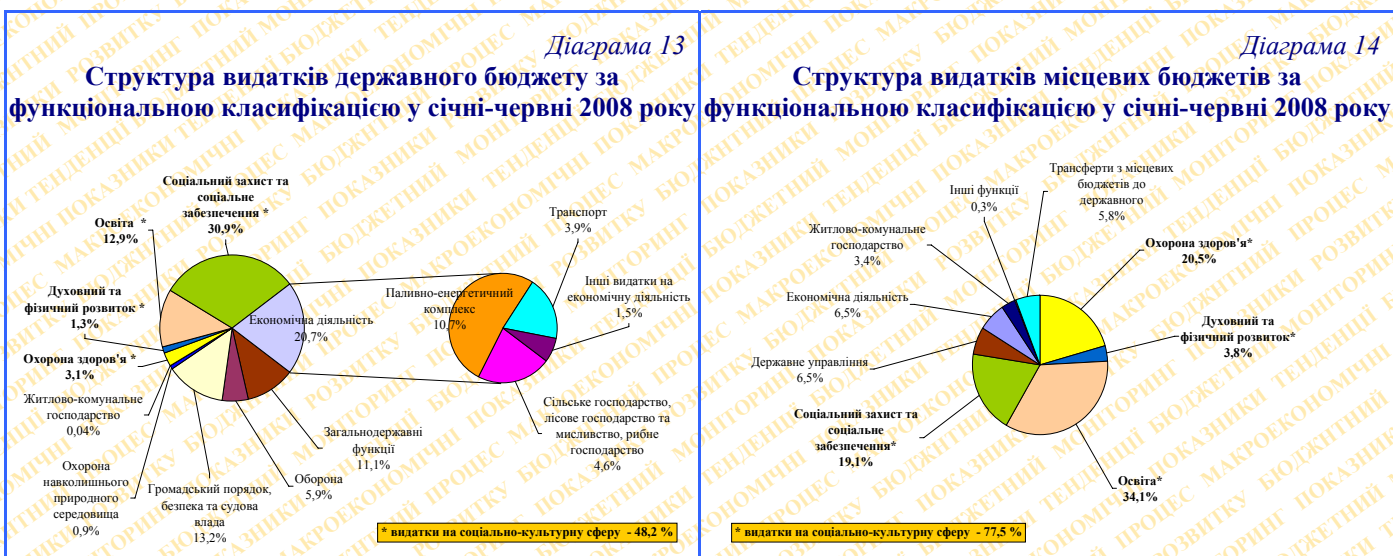 Діаграма 13
Структура видатків державного бюджету за
функціональною класифікацією у січні-червні 2008 року
Соціальний захист та
соціальне
забезпечення *
30,9%
Освіта *
12,9%
Духовний та
фізичний розвиток *
1,3%
Охорона здоров'я *
3,1%
Житлово-комунальне
господарство
0,04%
Охорона
навколишнього
природного
середовища
0,9%
Громадський порядок,
безпека та судова
влада
13,2%
Оборона
5,9%
Загальнодержавні
функції
11,1%
Економічна діяльність
20,7%
Паливно-енергетичний
комплекс
10,7%
Транспорт
3,9%
Інші видатки на
економічну діяльність
1,5%
Сільське господарство,
лісове господарство та
мисливство, рибне
господарство
4,6%
* видатки на соціально-культурну сферу - 48,2 %
Діаграма 14
Структура видатків місцевих бюджетів за
функціональною класифікацією у січні-червні 2008 року
Трансферти з місцевих
бюджетів до
державного
5,8%
Інші функції
0,3%
Житлово-комунальне
господарство
3,4%
Економічна діяльність
6,5%
Державне управління
6,5%
Соціальний захист та
соціальне
забезпечення*
19,1%
Охорона здоров'я*
20,5%
Духовний та
фізичний розвиток*
3,8%
Освіта*
34,1%
* видатки на соціально-культурну сферу - 77,5 %